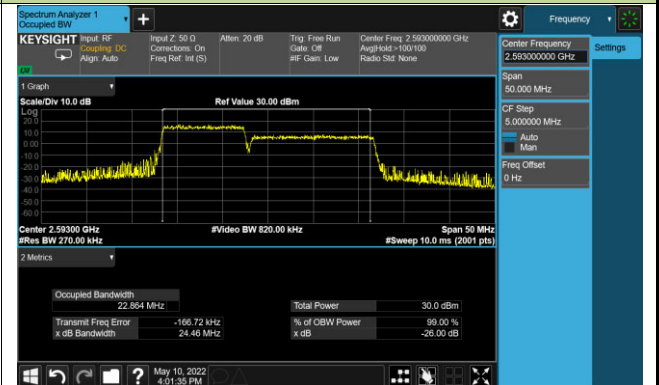 Spectrum Analyzer 1
Occupied BW
Frequency
KEYSIGHT
Input: RF
Coupling: DC
Align: Auto
Input Z: 50 Ω
Corrections: On
Freq Ref: Int (S)
Atten: 20 dB
Trig: Free Run
Gate: Off
#IF Gain: Low
Center Freq: 2.593000000 GHz
Avg|Hold:>100/100
Radio Std: None
Center Frequency
2.593000000 GHz
Settings
Span
50.000 MHz
CF Step
5.000000 MHz
Auto
Man
Freq Offset
0 Hz
1 Graph
Scale/Div 10.0 dB
Ref Value 30.00 dBm
Log
20.0
10.0
0.00
-10.0
-20.0
-30.0
-40.0
-50.0
-60.0
Center 2.59300 GHz
#Video BW 820.00 kHz
Span 50 MHz
#Res BW 270.00 kHz
#Sweep 10.0 ms (2001 pts)
2 Metrics
Occupied Bandwidth
22.864 MHz
Total Power 30.0 dBm
Transmit Freq Error -166.72 kHz
% of OBW Power 99.00 %
x dB Bandwidth 24.46 MHz
x dB -26.00 dB
?
May 10, 2022
4:01:35 PM